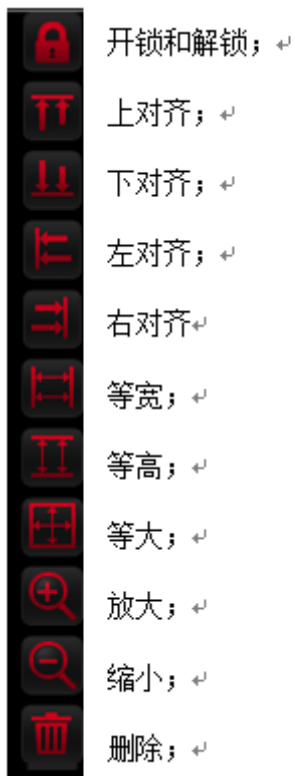 开锁和解锁；
上对齐；
下对齐；
左对齐；
右对齐
等宽；
等高；
等大；
放大；
缩小；
删除；